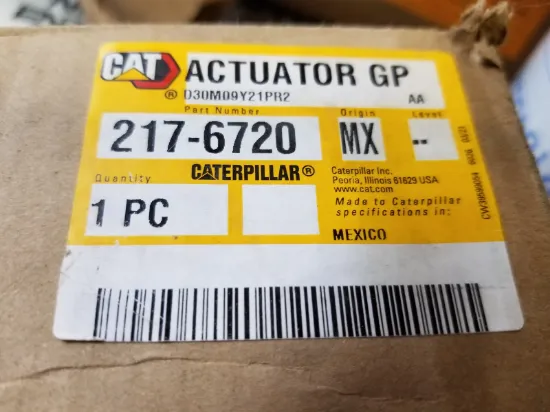 CAT ACTUATOR GP
® D30M09Y21PR2 AA
Part Number Origin Level
217-6720 MX --
Quantity CATERPILLAR®
1 PC
Caterpillar Inc.
Peoria, Illinois 61629 USA
www.cat.com
Made to Caterpillar
specifications in:
MEXICO